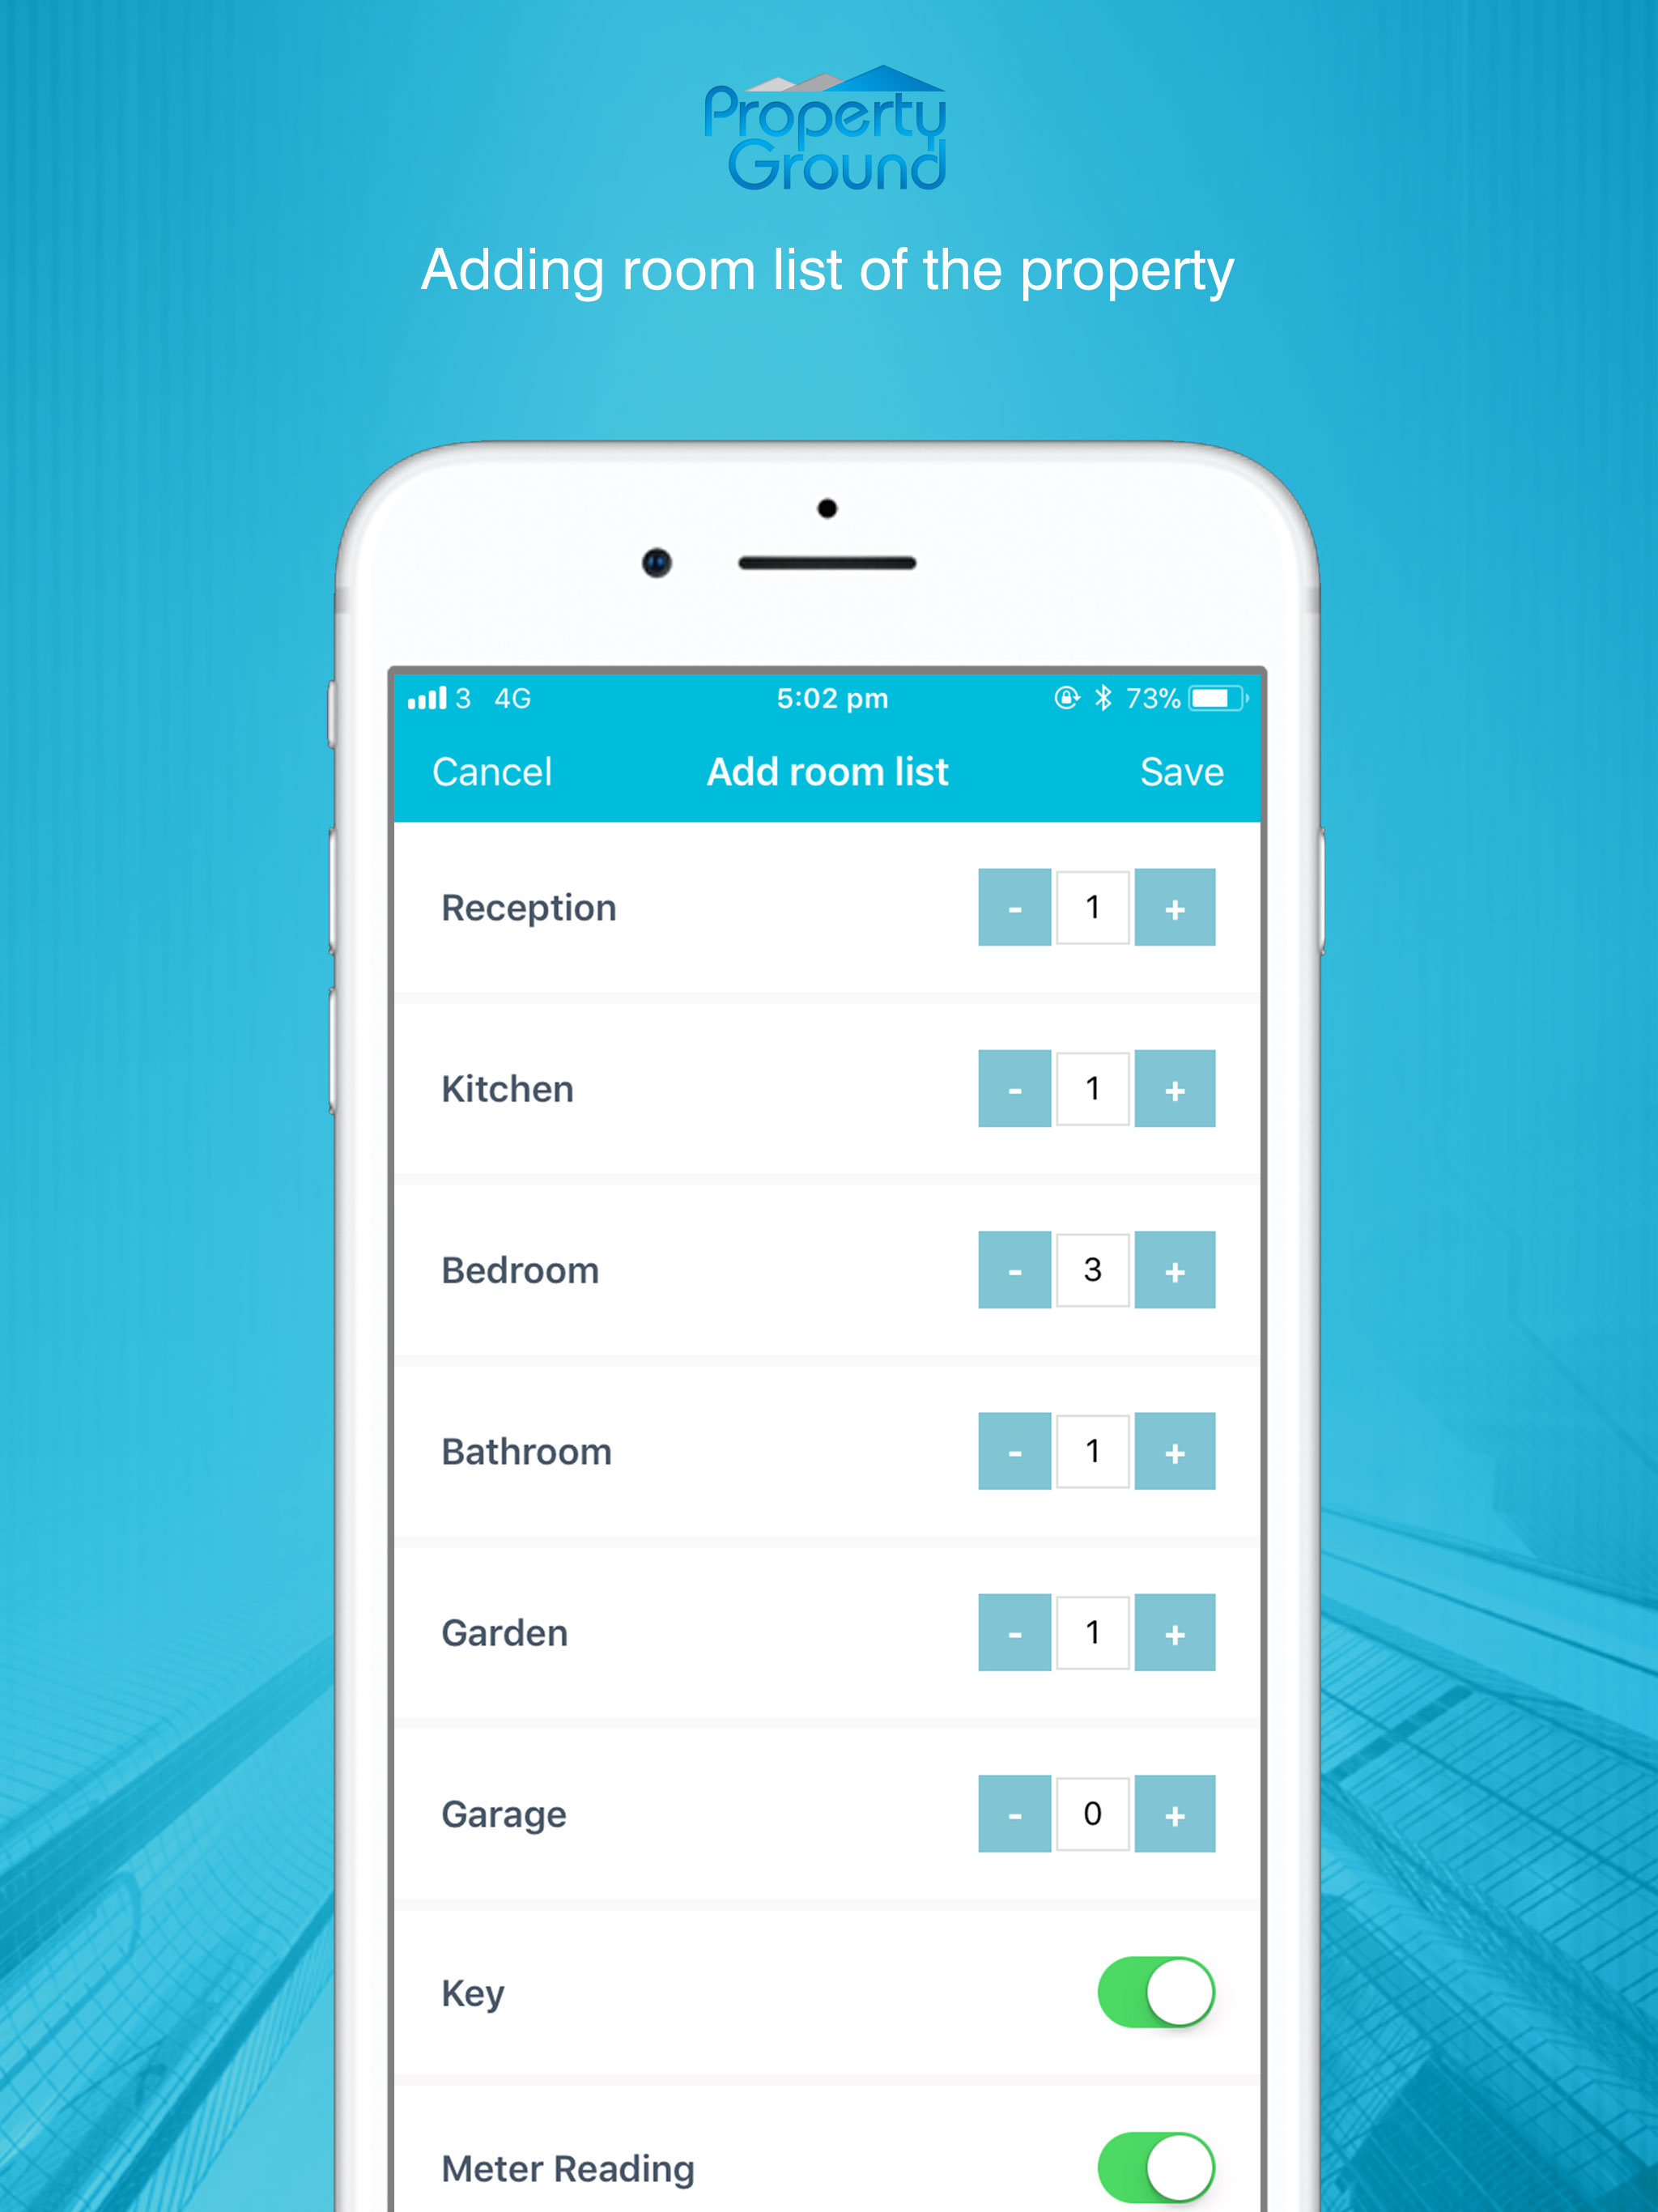 Property
Ground
Adding room list of the property
3 4G 5:02 pm 73%
Cancel Add room list Save
Reception - 1 +
Kitchen - 1 +
Bedroom - 3 +
Bathroom - 1 +
Garden - 1 +
Garage - 0 +
Key
Meter Reading